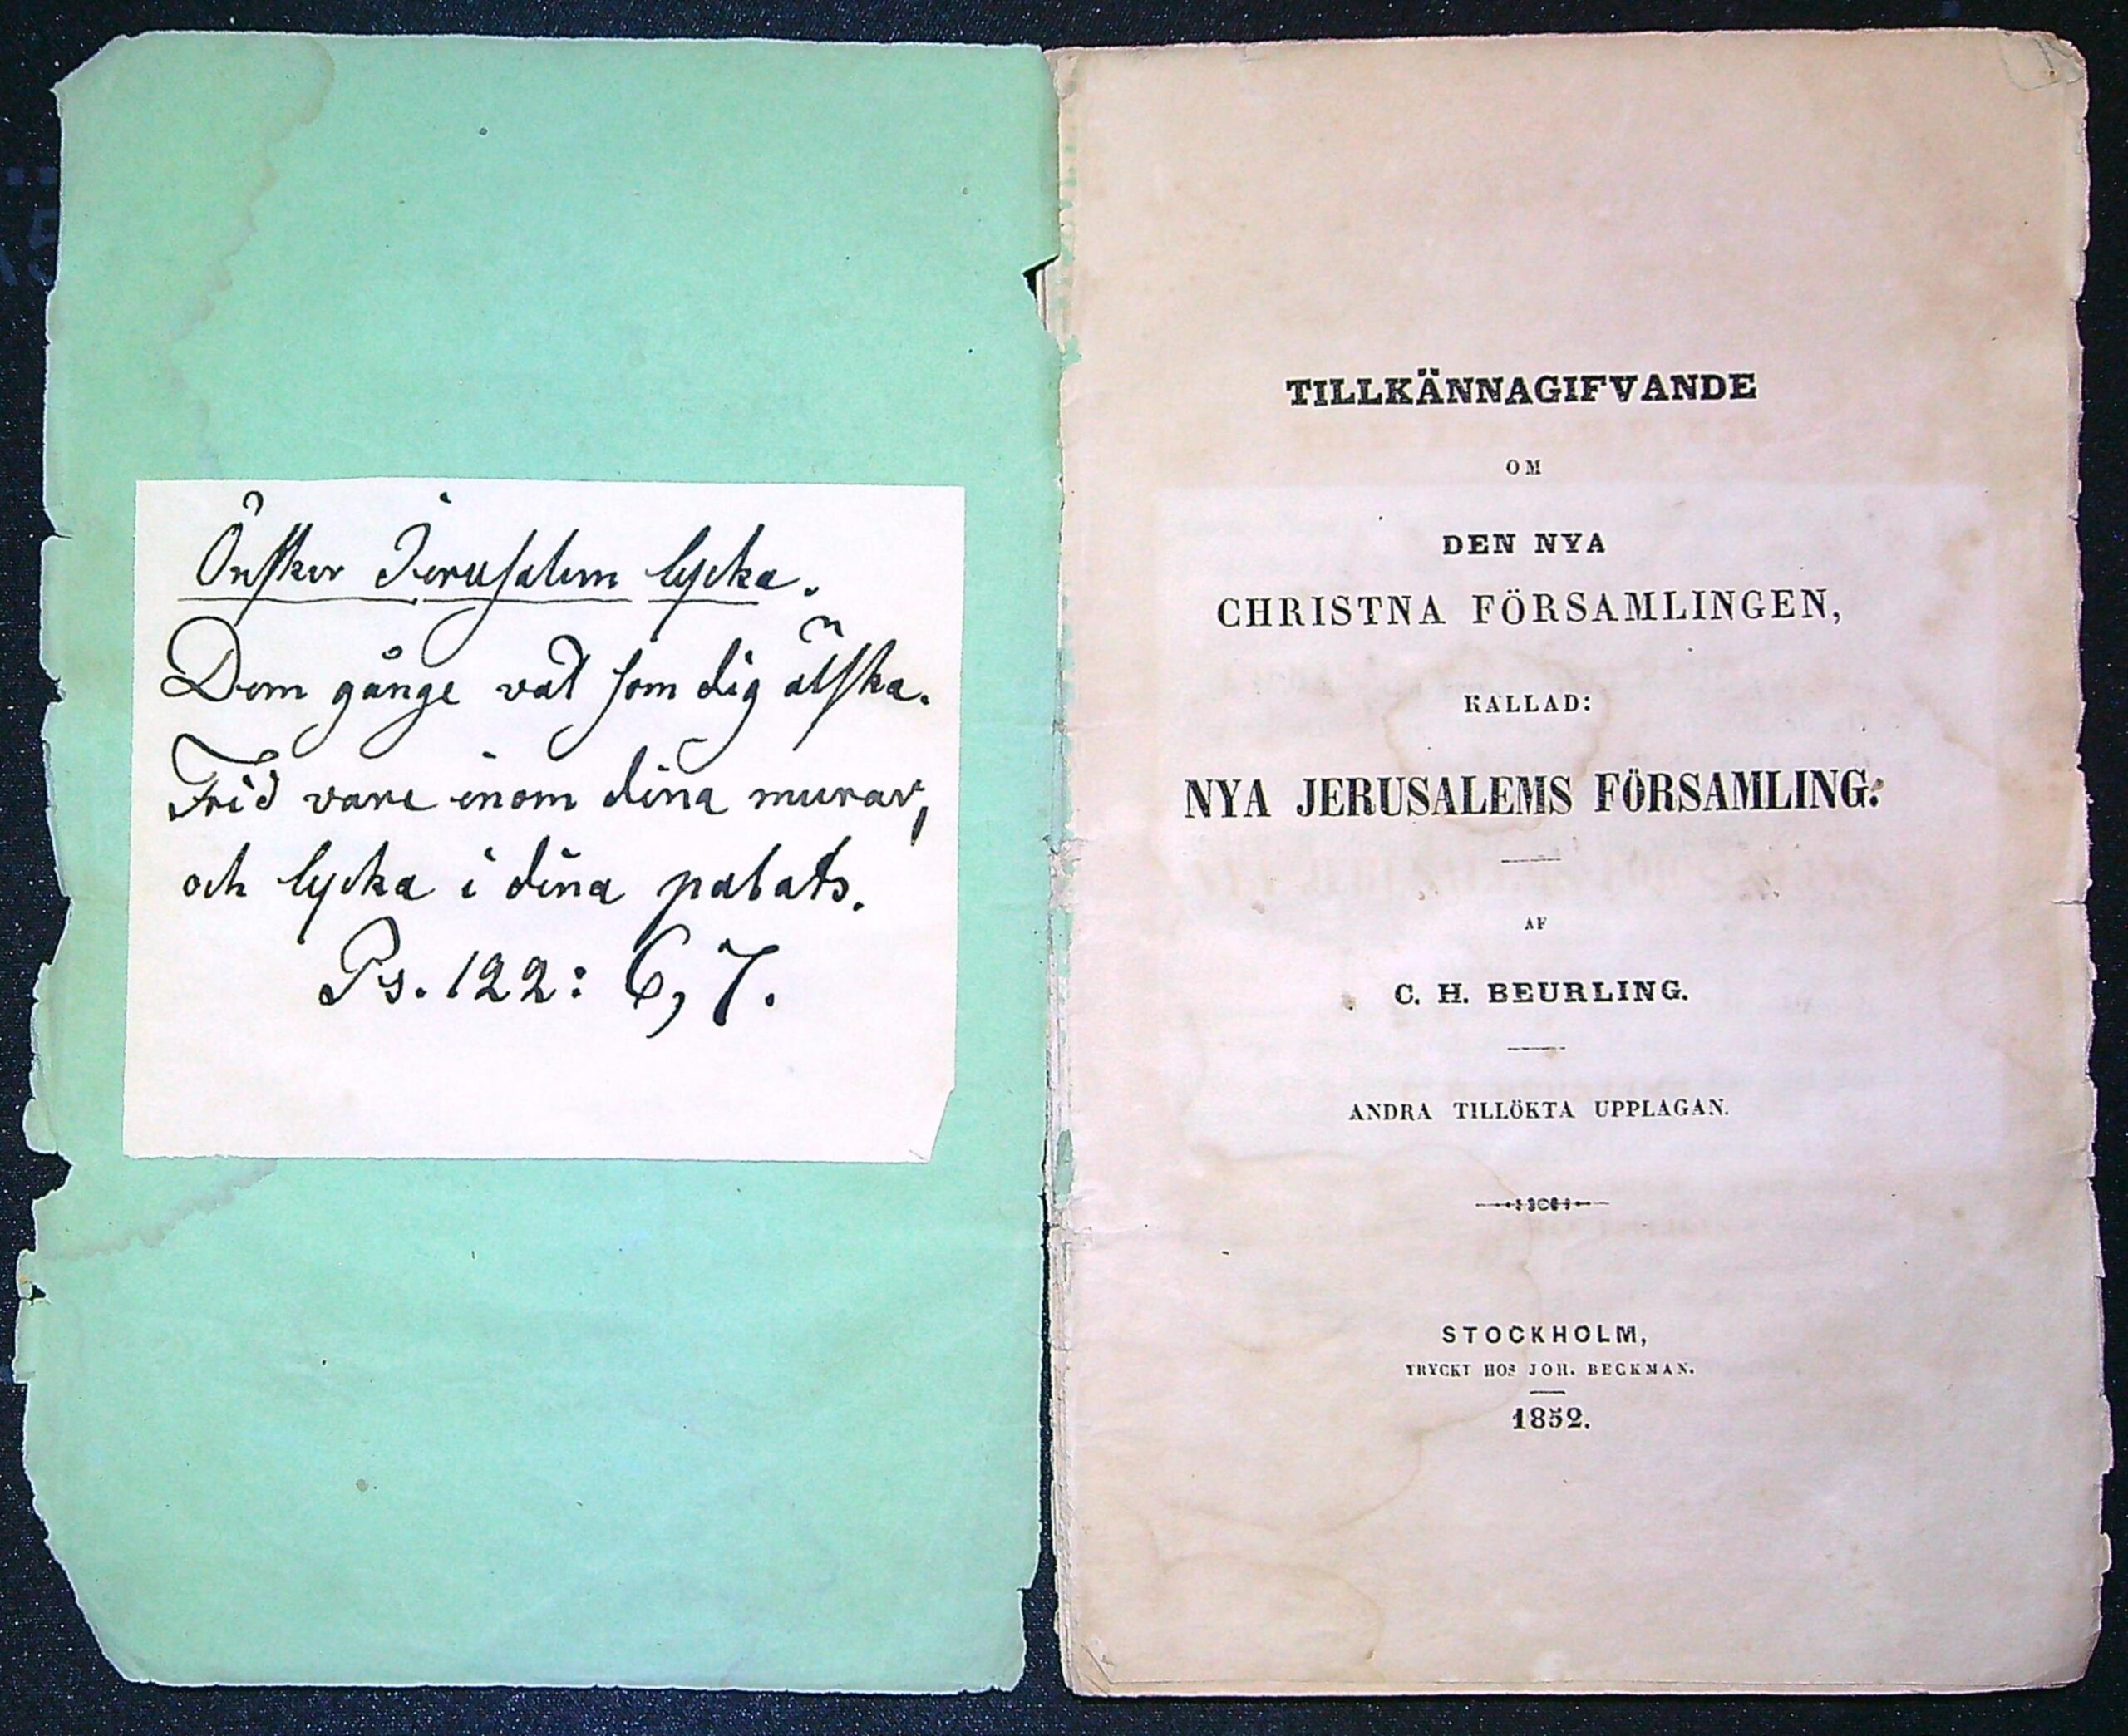 Önsker Jerusalem lycka.
Dem gånge väl som dig älska.
Frid vare inom dina murar,
och lycka i dina palats.
Ps. 122: 6, 7.
TILLKÄNNAGIFVANDE
OM
DEN NYA
CHRISTNA FÖRSAMLINGEN,
KALLAD:
NYA JERUSALEMS FÖRSAMLING.
AF
C. H. BEURLING.
ANDRA TILLÖKTA UPPLAGAN.
STOCKHOLM,
TRYCKT HOS JOH. BECKMAN.
1852.